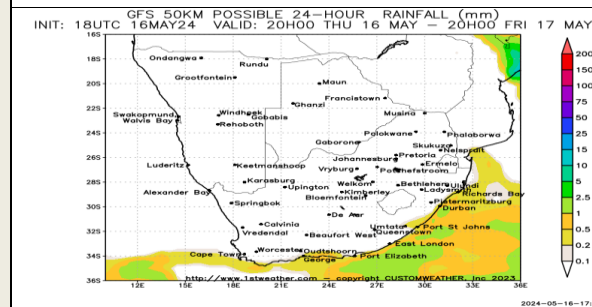 GFS 50KM POSSIBLE 24-HOUR RAINFALL (mm)
INIT: 18UTC 16MAY24 VALID: 20H00 THU 16 MAY – 20H00 FRI 17 MAY
16S
18S
20S
22S
24S
26S
28S
30S
32S
34S
36S
Ondangwa
Rundu
Grootfontein
Maun
Ghanzi
Francistown
Swakopmund
Walvis Bay
Windhoek
Gobabis
Rehoboth
Musina
Polokwane
Phalaborwa
Gaborone
Skukuza
Nelspruit
Johannesburg
Pretoria
Luderitz
Keetmanshoop
Vryburg
Potchefstroom
Ermelo
Karasburg
Upington
Welkom
Bethlehem
Ulundi
Alexander Bay
Kimberley
Ladysmith
Richards Bay
Springbok
Bloemfontein
Pietermaritzburg
Durban
De Aar
Calvinia
Umtata
Port St Johns
Vredendal
Beaufort West
Queenstown
East London
Cape Town
Worcester
Oudtshoorn
George
Port Elizabeth
http://www.1stweather.com – copyright CUSTOMWEATHER, Inc 2023
12E
15E
18E
21E
24E
27E
30E
33E
36E
200
150
100
75
50
25
15
10
5
2.5
1
0.5
0.2
0.1